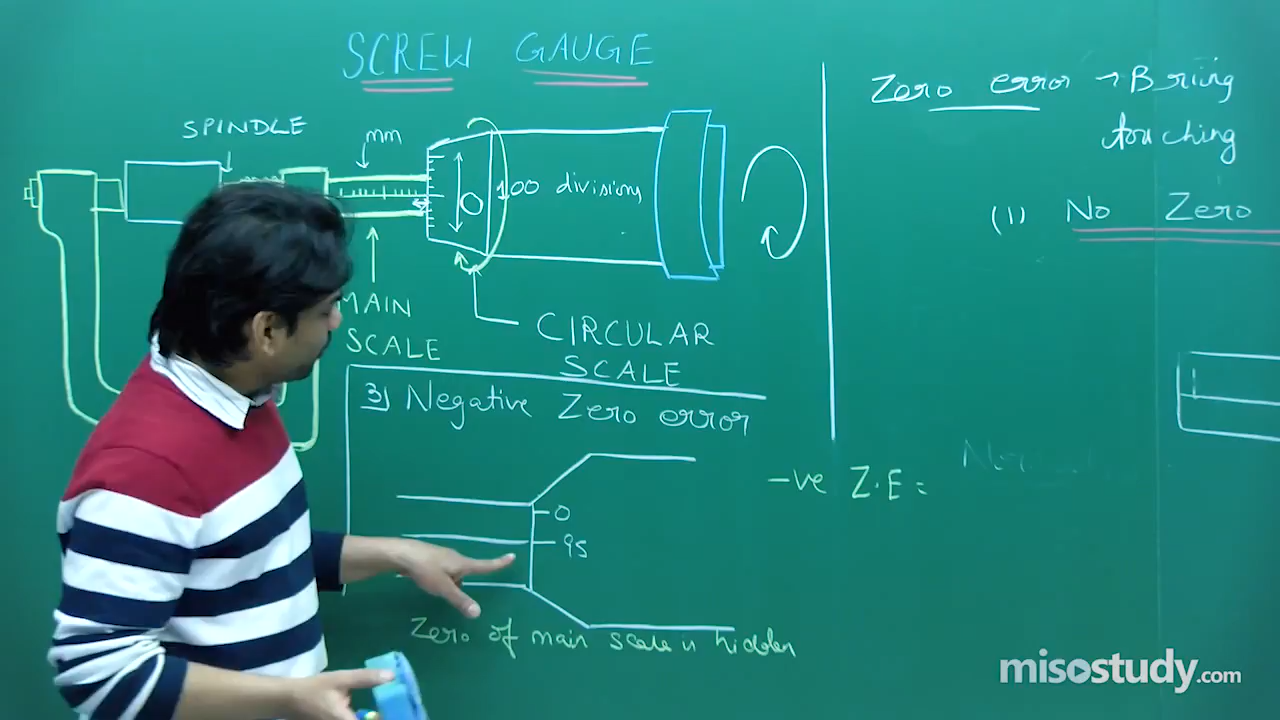 SCREW GAUGE
SPINDLE
mm
100 divisions
0
MAIN
SCALE
CIRCULAR
SCALE
3) Negative Zero error
0
95
Zero of main scale is hidden
Zero error → Bring
touching
(1) No Zero
-ve Z.E =
misostudy.com